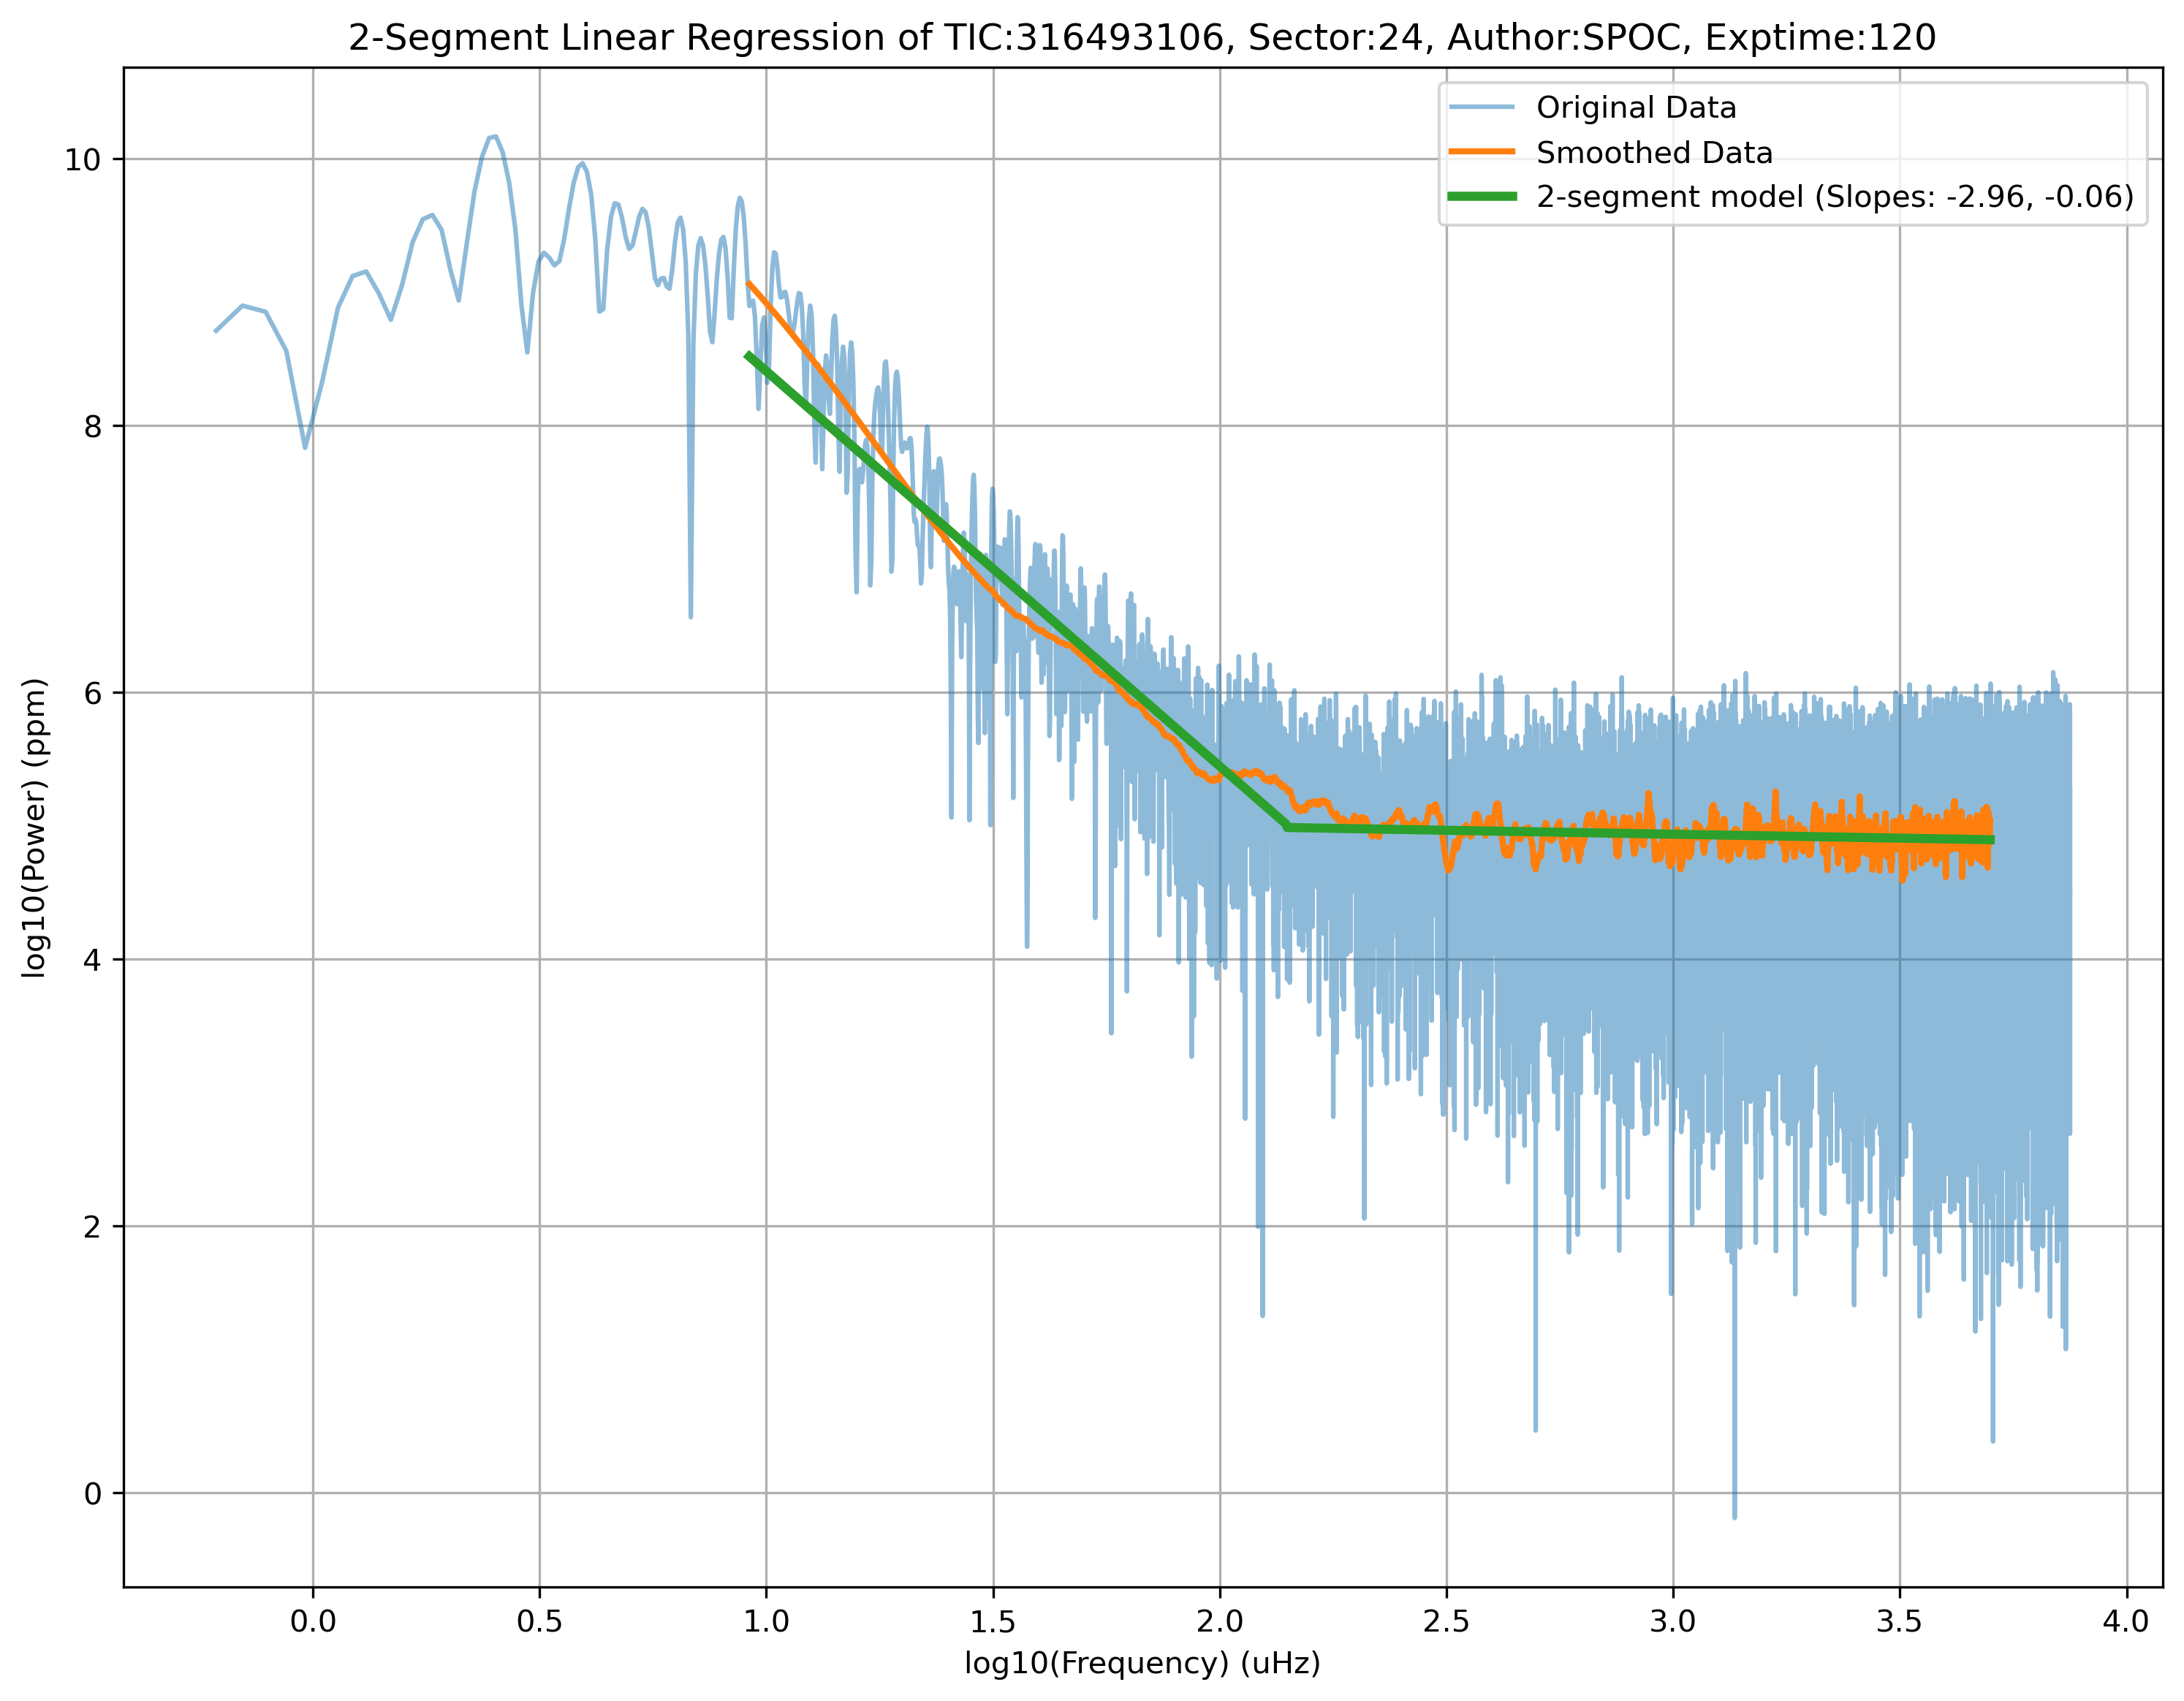 2-Segment Linear Regression of TIC:316493106, Sector:24, Author:SPOC, Exptime:120
Original Data
Smoothed Data
2-segment model (Slopes: -2.96, -0.06)
log10(Power) (ppm)
10
8
6
4
2
0
0.0 0.5 1.0 1.5 2.0 2.5 3.0 3.5 4.0
log10(Frequency) (uHz)